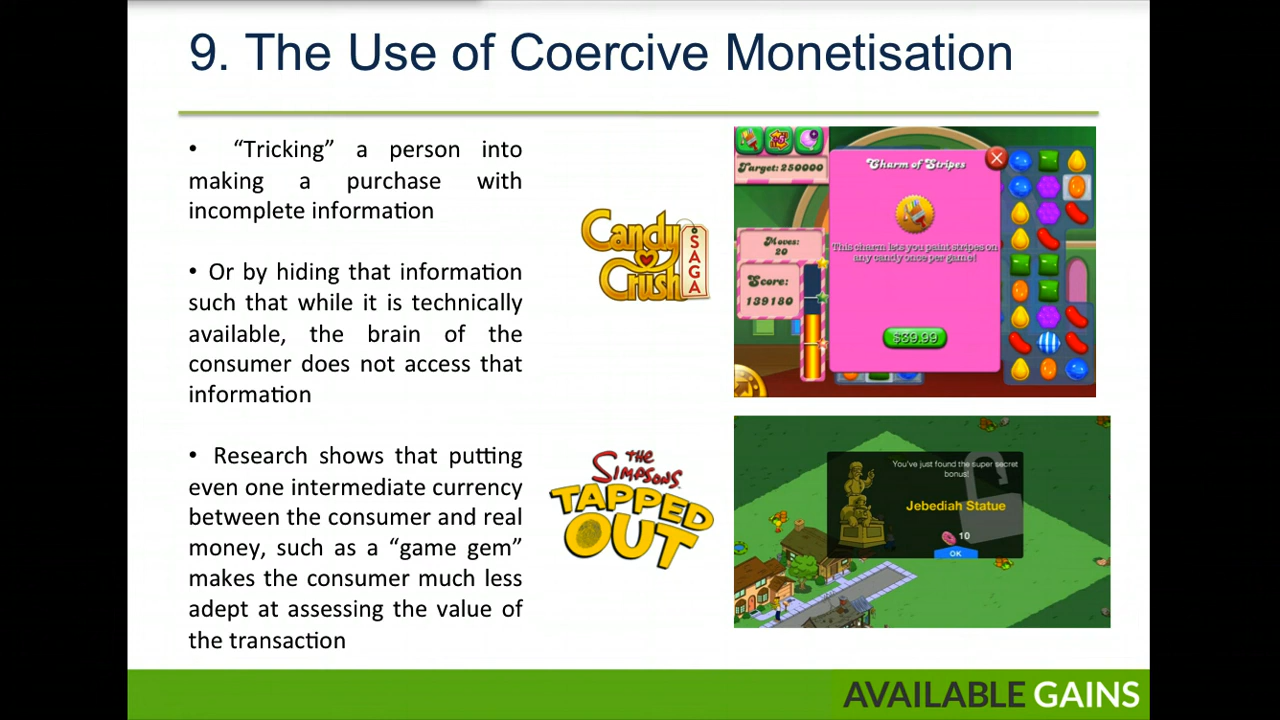 9. The Use of Coercive Monetisation
• “Tricking” a person into
making a purchase with
incomplete information
• Or by hiding that information
such that while it is technically
available, the brain of the
consumer does not access that
information
• Research shows that putting
even one intermediate currency
between the consumer and real
money, such as a “game gem”
makes the consumer much less
adept at assessing the value of
the transaction
Candy
Crush
SAGA
THE
SIMPSONS
TAPPED
OUT
Target: 250000
Moves:
20
Score:
139180
Charm of Stripes
This charm lets you paint stripes on
any candy once per game!
$39.99
You've just found the super secret
bonus!
Jebediah Statue
10
OK
AVAILABLE GAINS